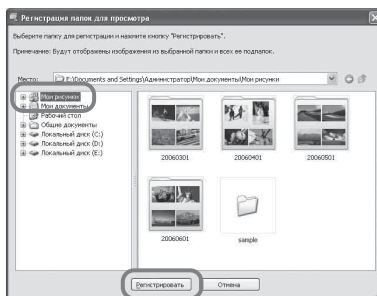 Регистрация папок для просмотра
Выберите папку для регистрации и нажмите кнопку "Регистрировать".
Примечание: Будут отображены изображения из выбранной папки и всех ее подпапок.
Место: E:\Documents and Settings\Администратор\Мои документы\Мои рисунки
Мои рисунки
Мои документы
Рабочий стол
Общие документы
Локальный диск (C:)
Локальный диск (D:)
Локальный диск (E:)
20060301 20060401 20060501
20060601 sample
Регистрировать Отмена